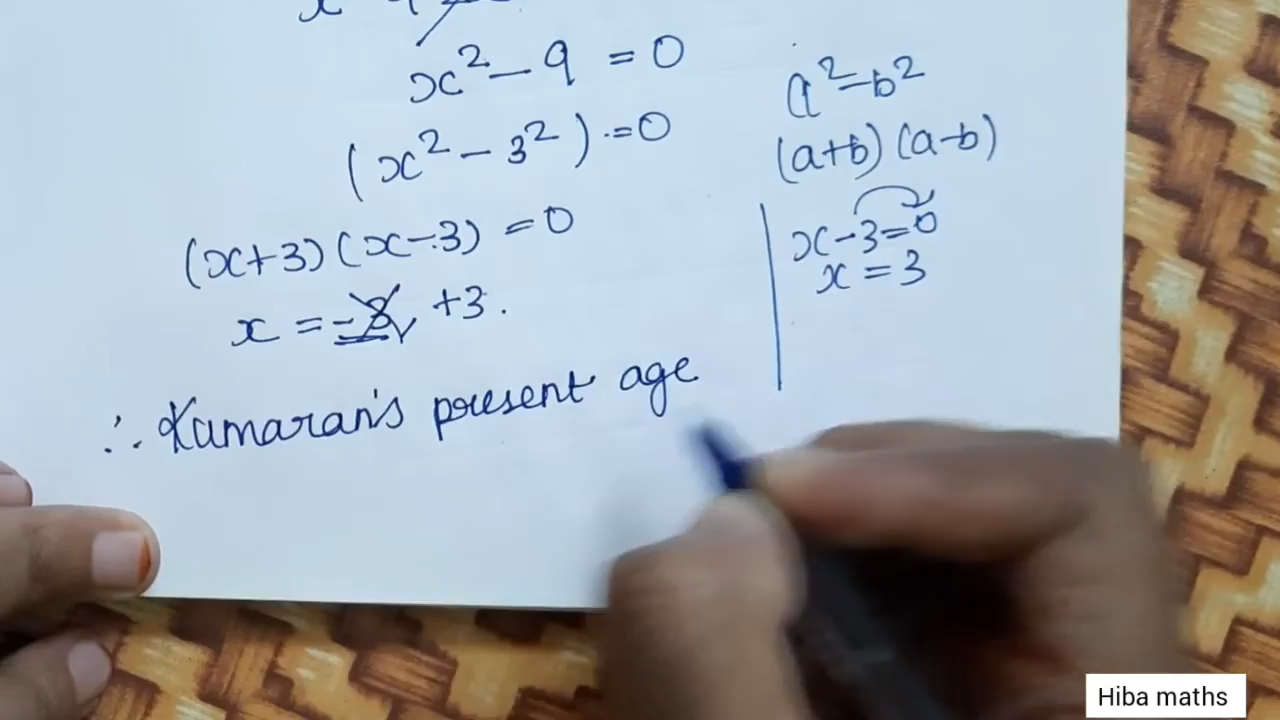 x² - 9 = 0
(x² - 3²) = 0
(x+3)(x-3) = 0
x = -3, +3.
∴ Kumaran's present age
a² - b²
(a+b)(a-b)
x-3=0
x = 3
Hiba maths